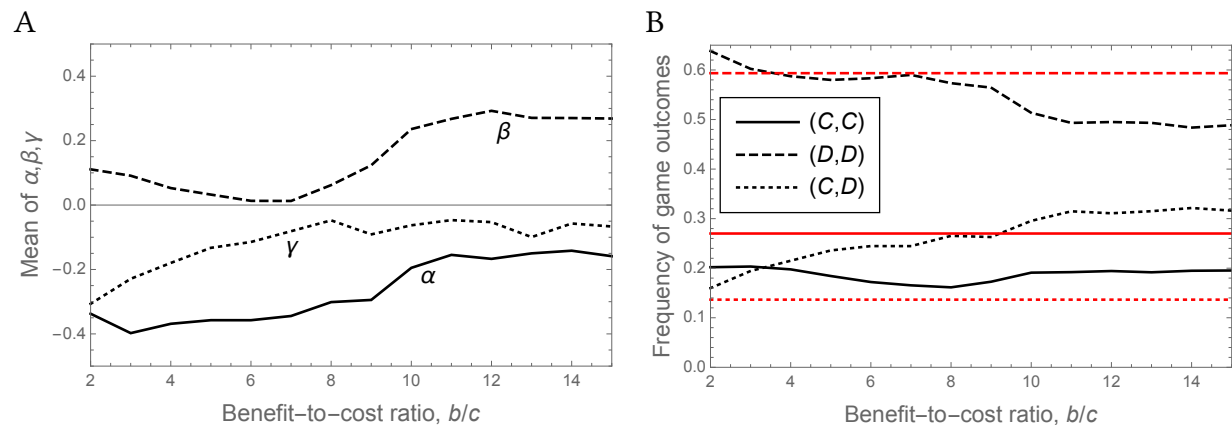 A
Mean of α,β,γ
0.4
0.2
0.0
−0.2
−0.4
β
γ
α
2
4
6
8
10
12
14
Benefit−to−cost ratio, b/c
B
Frequency of game outcomes
0.6
0.5
0.4
0.3
0.2
0.1
0.0
(C,C)
(D,D)
(C,D)
2
4
6
8
10
12
14
Benefit−to−cost ratio, b/c